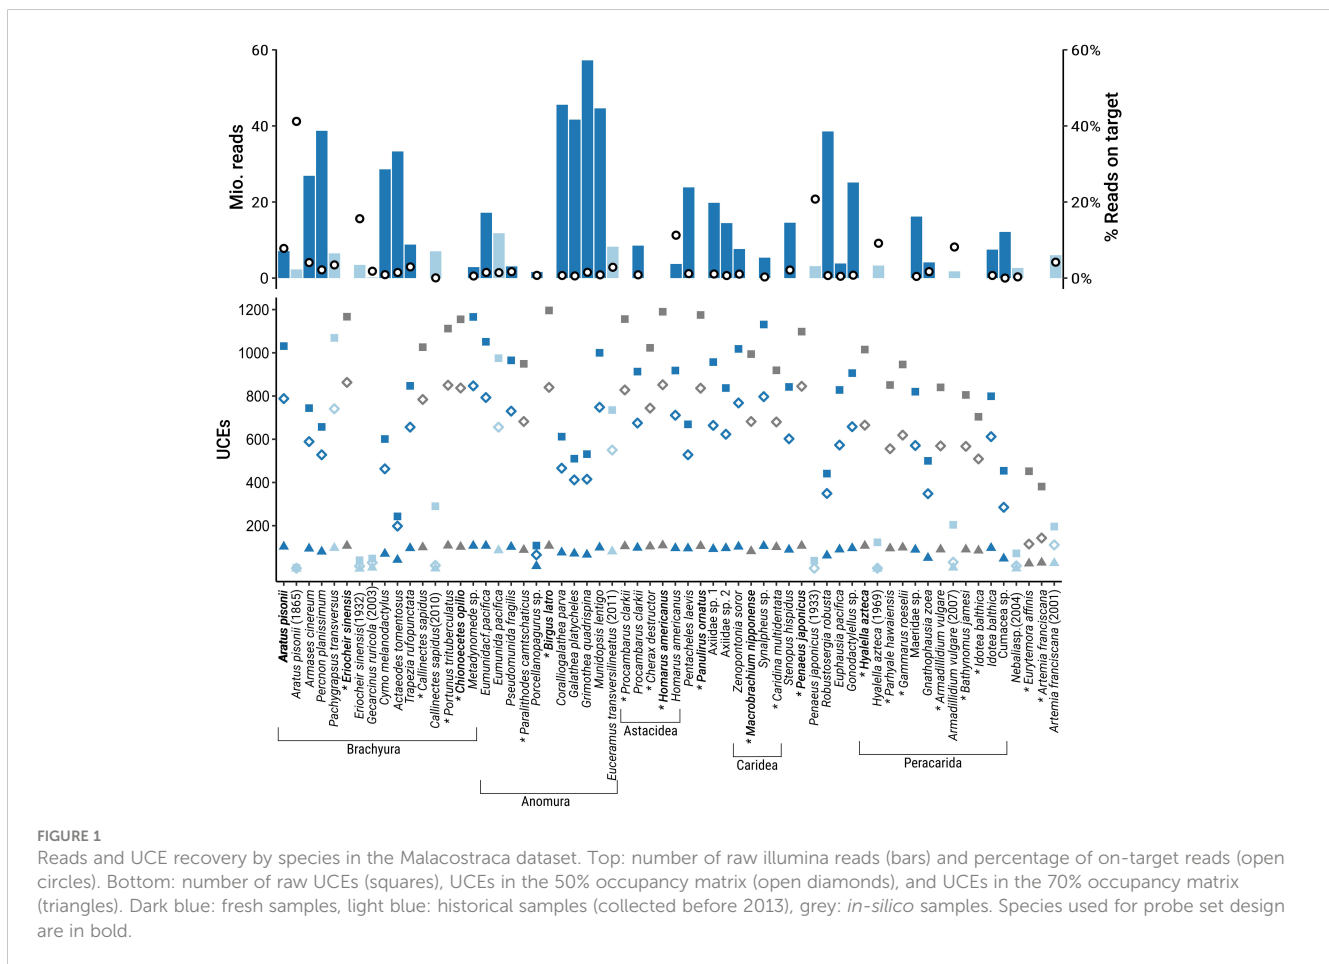 60
40
20
0
Mio. reads
60%
40%
20%
0%
% Reads on target
1200
1000
800
600
400
200
UCEs
Aratus pisonii
Aratus pisonii (1865)
Armases cinereum
Percnon planissimum
Pachygrapsus transversus
* Eriocheir sinensis
Eriocheir sinensis(1932)
Gecarcinus ruricola (2003)
Cymo melanodactylus
Actaeodes tomentosus
Trapezia rufopunctata
* Callinectes sapidus
Callinectes sapidus(2010)
* Portunus trituberculatus
* Chionoecetes opilio
Metadynomede sp.
Eumunidacf.pacifica
Eumunida pacifica
Pseudomunida fragilis
* Paralithodes camtschaticus
Porcelanopagurus sp.
* Birgus latro
Coralliogalathea parva
Galathea platycheles
Grimothea quadrispina
Munidopsis lentigo
Euceramus transversilineatus (2011)
* Procambarus clarkii
Procambarus clarkii
* Cherax destructor
* Homarus americanus
Homarus americanus
Pentacheles laevis
* Panulirus ornatus
Axiidae sp. 1
Axiidae sp. 2
Zenopontonia soror
* Macrobrachium nipponense
Synalpheus sp.
* Caridina multidentata
Stenopus hispidus
* Penaeus japonicus
Penaeus japonicus (1933)
Robustosergia robusta
Euphausia pacifica
Gonodactylellus sp.
* Hyalella azteca
Hyalella azteca (1969)
* Parhyale hawaiensis
* Gammarus roeselii
Maeridae sp.
Gnathophausia zoea
* Armadillidium vulgare
Armadillidium vulgare (2007)
* Bathynomus jamesi
* Idotea balthica
Idotea balthica
Cumacea sp.
Nebaliasp.(2004)
* Eurytemora affinis
* Artemia franciscana
Artemia franciscana (2001)
Brachyura
Anomura
Astacidea
Caridea
Peracarida
FIGURE 1
Reads and UCE recovery by species in the Malacostraca dataset. Top: number of raw illumina reads (bars) and percentage of on-target reads (open
circles). Bottom: number of raw UCEs (squares), UCEs in the 50% occupancy matrix (open diamonds), and UCEs in the 70% occupancy matrix
(triangles). Dark blue: fresh samples, light blue: historical samples (collected before 2013), grey: in-silico samples. Species used for probe set design
are in bold.